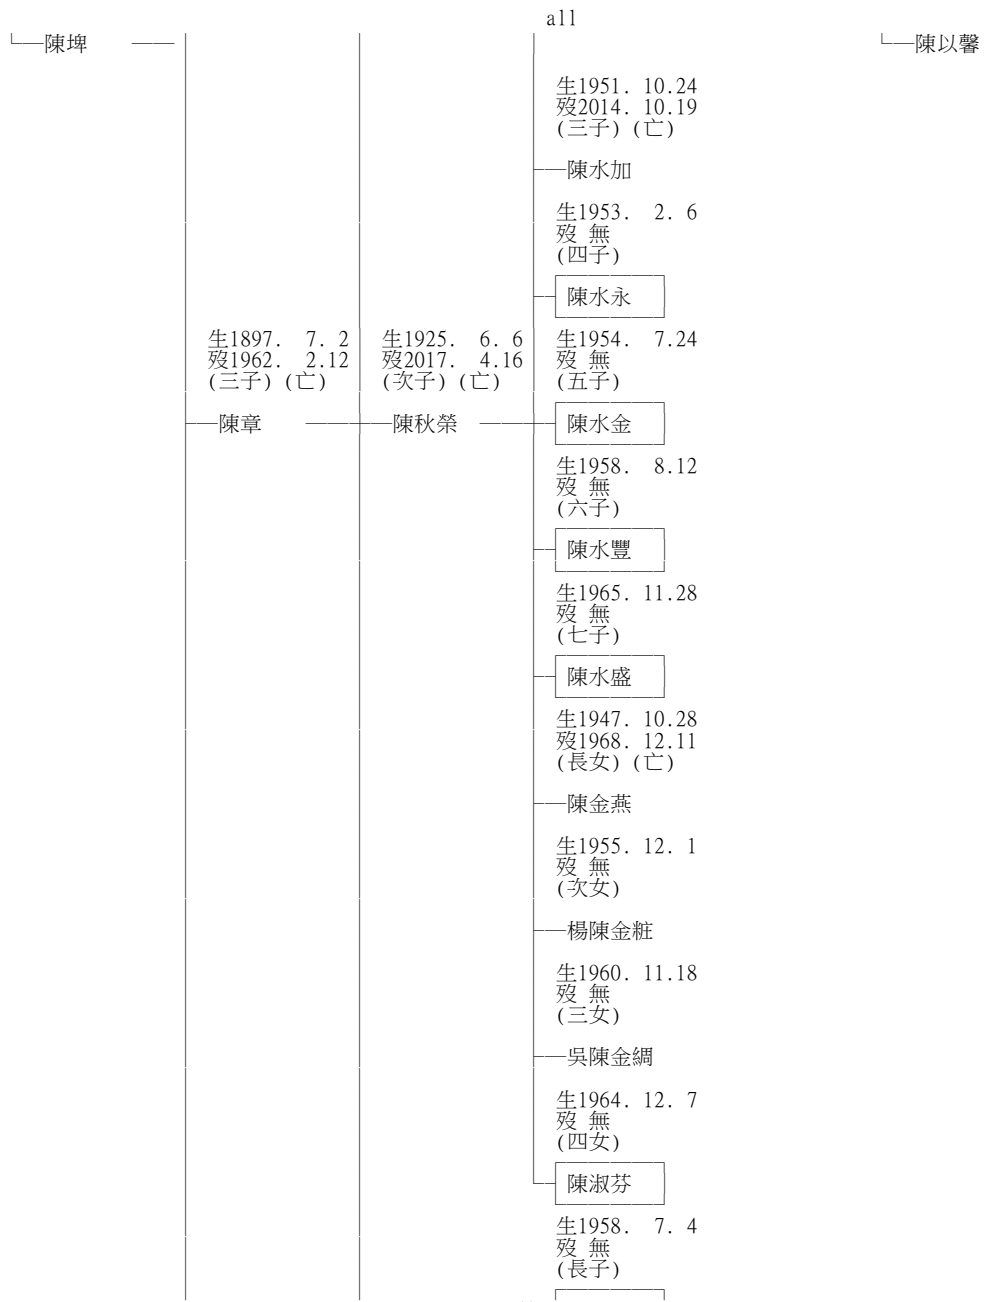 all
陳埤
陳以馨
生1951. 10.24
歿2014. 10.19
(三子)(亡)
陳水加
生1953. 2. 6
歿 無
(四子)
陳水永
生1897. 7. 2
歿1962. 2.12
(三子)(亡)
生1925. 6. 6
歿2017. 4.16
(次子)(亡)
生1954. 7.24
歿 無
(五子)
陳章
陳秋榮
陳水金
生1958. 8.12
歿 無
(六子)
陳水豐
生1965. 11.28
歿 無
(七子)
陳水盛
生1947. 10.28
歿1968. 12.11
(長女)(亡)
陳金燕
生1955. 12. 1
歿 無
(次女)
楊陳金粧
生1960. 11.18
歿 無
(三女)
吳陳金綢
生1964. 12. 7
歿 無
(四女)
陳淑芬
生1958. 7. 4
歿 無
(長子)